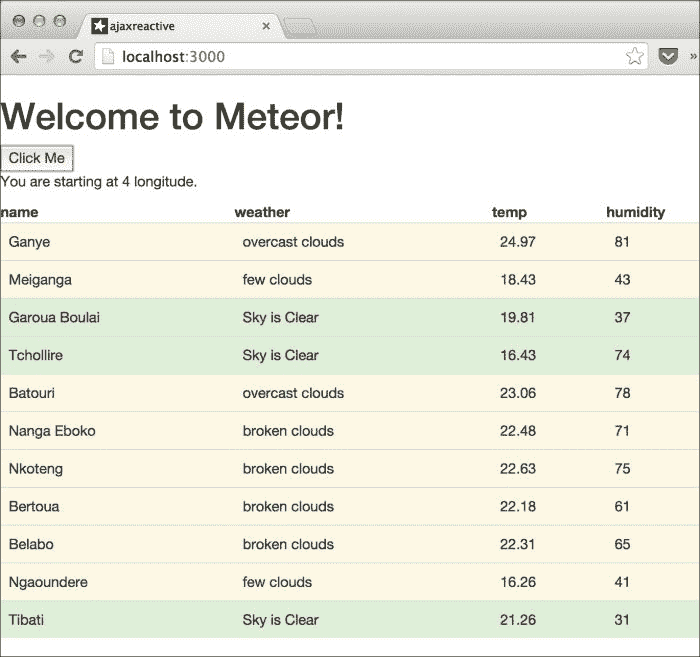 ajaxreactive
localhost:3000
Welcome to Meteor!
Click Me
You are starting at 4 longitude.
name weather temp humidity
Ganye overcast clouds 24.97 81
Meiganga few clouds 18.43 43
Garoua Boulai Sky is Clear 19.81 37
Tchollire Sky is Clear 16.43 74
Batouri overcast clouds 23.06 78
Nanga Eboko broken clouds 22.48 71
Nkoteng broken clouds 22.63 75
Bertoua broken clouds 22.18 61
Belabo broken clouds 22.31 65
Ngaoundere few clouds 16.26 41
Tibati Sky is Clear 21.26 31